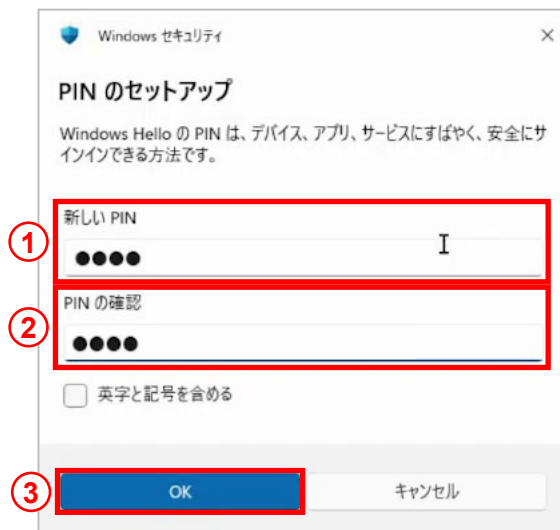 Windows セキュリティ
PIN のセットアップ
Windows Hello の PIN は、デバイス、アプリ、サービスにすばやく、安全にサ
インインできる方法です。
① 新しい PIN
●●●●
② PIN の確認
●●●●
英字と記号を含める
③ OK キャンセル